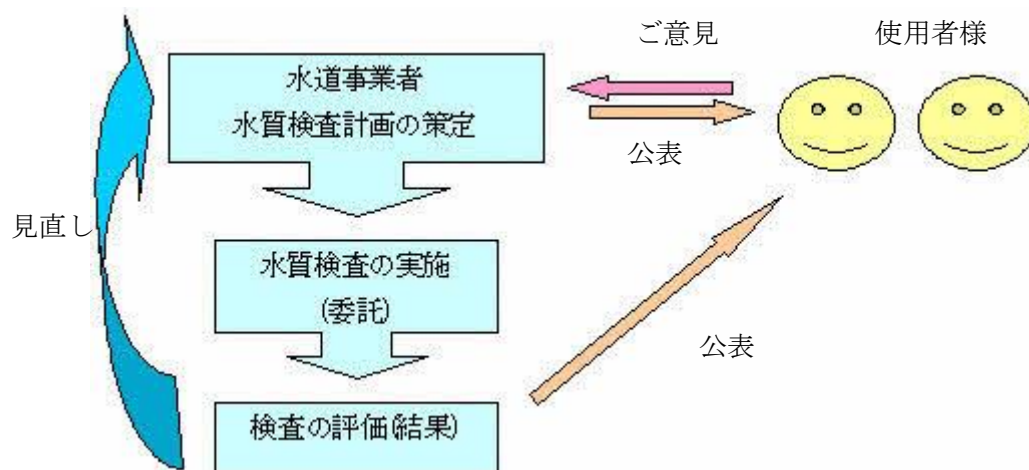 ご意見
使用者様
水道事業者
水質検査計画の策定
公表
見直し
水質検査の実施
(委託)
公表
検査の評価(結果)